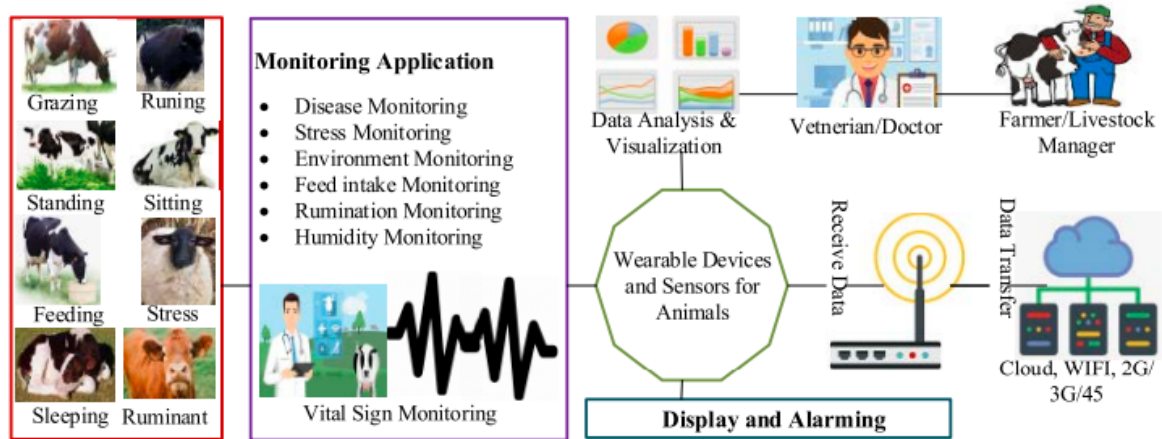 Grazing
Runing
Standing
Sitting
Feeding
Stress
Sleeping
Ruminant
Monitoring Application
• Disease Monitoring
• Stress Monitoring
• Environment Monitoring
• Feed intake Monitoring
• Rumination Monitoring
• Humidity Monitoring
Vital Sign Monitoring
Data Analysis &
Visualization
Vetnerian/Doctor
Farmer/Livestock
Manager
Wearable Devices
and Sensors for
Animals
Receive Data
Data Transfer
Cloud, WIFI, 2G/
3G/45
Display and Alarming